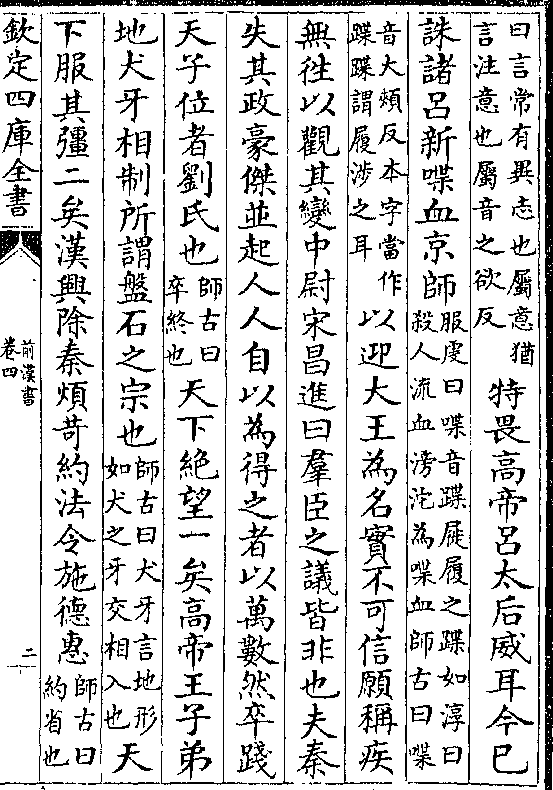 曰言常有異志也屬意猶
言注意也屬音之欲反
特畏高帝呂太后威耳今已
誅諸呂新喋血京師
服虔曰喋音蹀屣履之蹀如淳曰
殺人流血滂沱為喋血師古曰喋
音大頰反本字當作
蹀蹀謂履涉之耳
以迎大王為名實不可信願稱疾
無徃以觀其變中尉宋昌進曰羣臣之議皆非也夫秦
失其政豪傑並起人人自以為得之者以萬數然卒踐
天子位者劉氏也
師古曰
卒終也
天下絶望一矣高帝王子弟
地犬牙相制所謂盤石之宗也
師古曰犬牙言地形
如犬之牙交相入也
天
下服其彊二矣漢興除秦煩苛約法令施德惠
師古曰
約省也
欽定四庫全書
前漢書
卷四
二